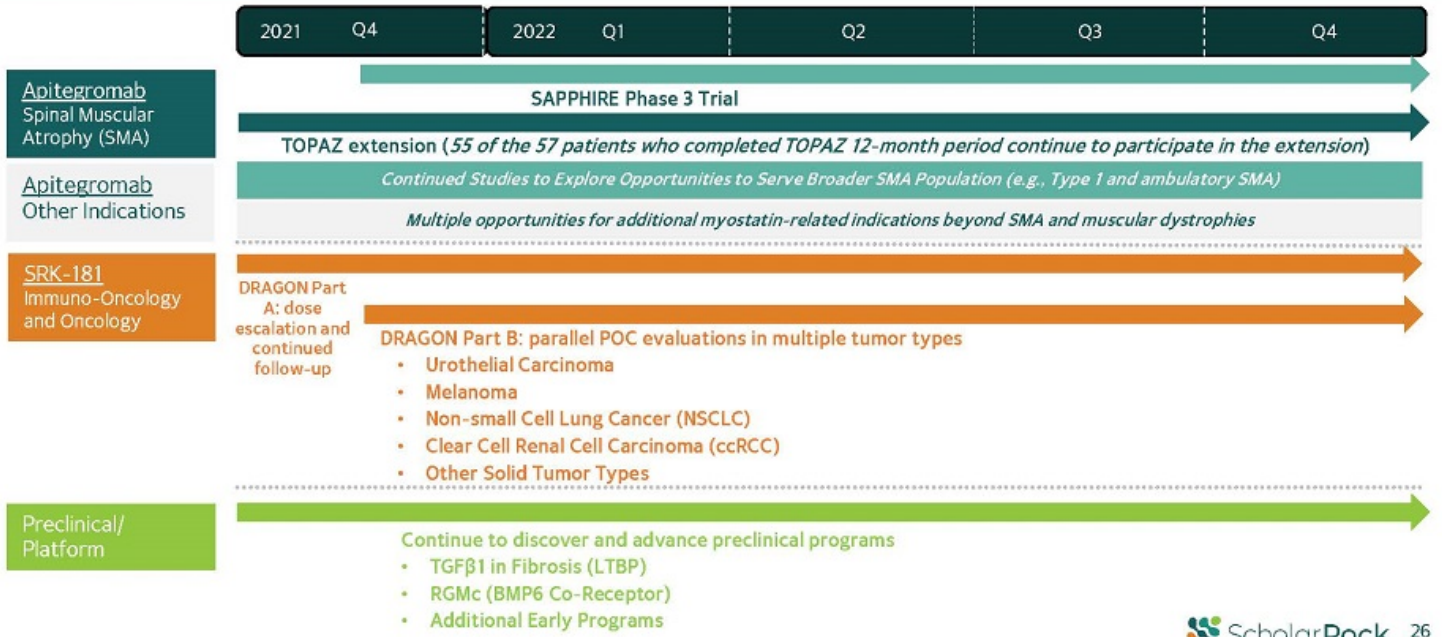 2021 Q4 2022 Q1 Q2 Q3 Q4
Apitegromab
Spinal Muscular
Atrophy (SMA)
SAPPHIRE Phase 3 Trial
TOPAZ extension (55 of the 57 patients who completed TOPAZ 12-month period continue to participate in the extension)
Apitegromab
Other Indications
Continued Studies to Explore Opportunities to Serve Broader SMA Population (e.g., Type 1 and ambulatory SMA)
Multiple opportunities for additional myostatin-related indications beyond SMA and muscular dystrophies
SRK-181
Immuno-Oncology
and Oncology
DRAGON Part
A: dose
escalation and
continued
follow-up
DRAGON Part B: parallel POC evaluations in multiple tumor types
• Urothelial Carcinoma
• Melanoma
• Non-small Cell Lung Cancer (NSCLC)
• Clear Cell Renal Cell Carcinoma (ccRCC)
• Other Solid Tumor Types
Preclinical/
Platform
Continue to discover and advance preclinical programs
• TGFβ1 in Fibrosis (LTBP)
• RGMc (BMP6 Co-Receptor)
• Additional Early Programs
ScholarRock 26